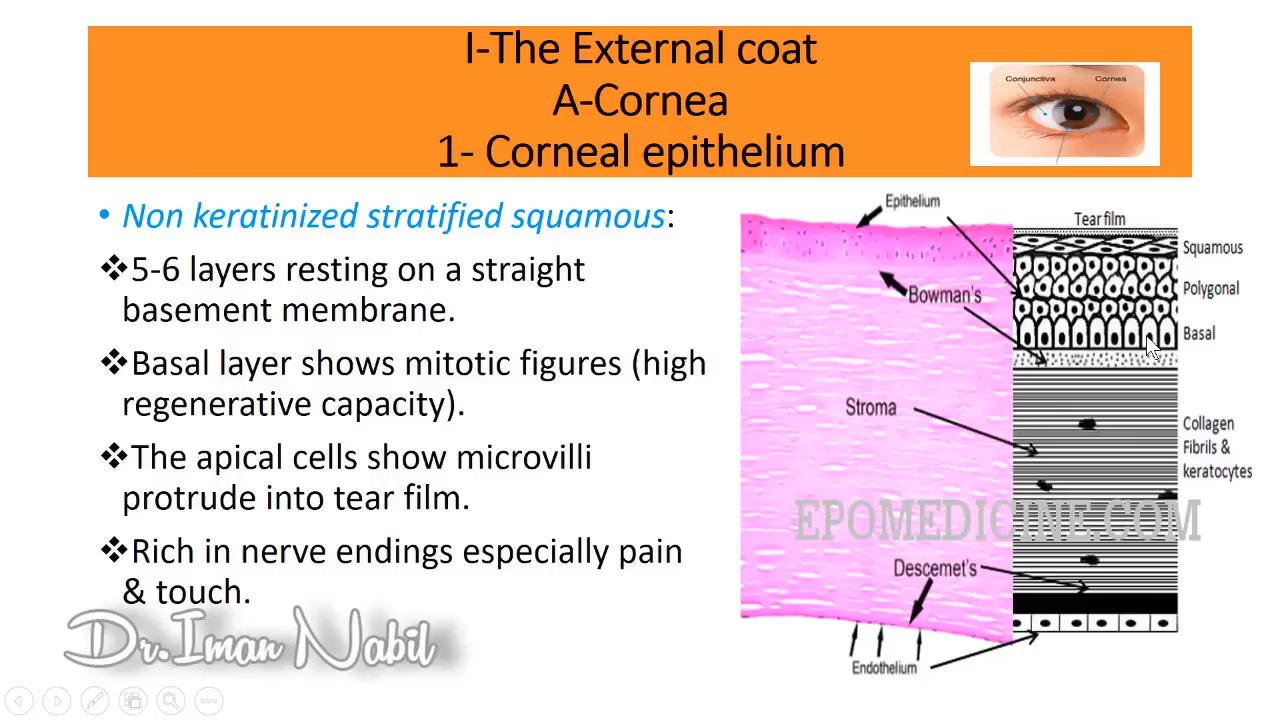 I-The External coat
A-Cornea
1- Corneal epithelium
Conjunctiva
Cornea
• Non keratinized stratified squamous:
❖5-6 layers resting on a straight
basement membrane.
❖Basal layer shows mitotic figures (high
regenerative capacity).
❖The apical cells show microvilli
protrude into tear film.
❖Rich in nerve endings especially pain
& touch.
Dr.Iman Nabil
Epithelium
Tear film
Squamous
Polygonal
Bowman's
Basal
Stroma
Collagen
Fibrils &
keratocytes
EPOMEDICINE.COM
Descemet's
Endothelium